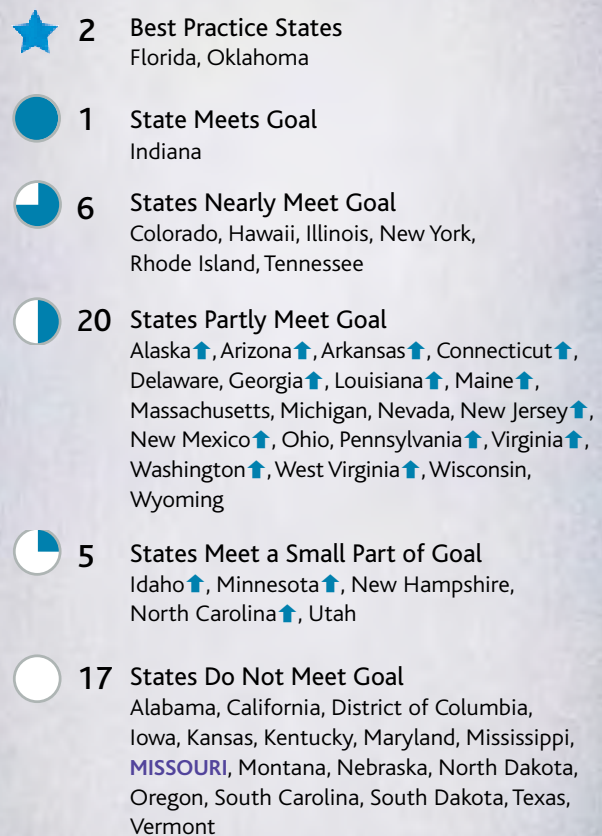 2 Best Practice States
Florida, Oklahoma
1 State Meets Goal
Indiana
6 States Nearly Meet Goal
Colorado, Hawaii, Illinois, New York,
Rhode Island, Tennessee
20 States Partly Meet Goal
Alaska⬆, Arizona⬆, Arkansas⬆, Connecticut⬆,
Delaware, Georgia⬆, Louisiana⬆, Maine⬆,
Massachusetts, Michigan, Nevada, New Jersey⬆,
New Mexico⬆, Ohio, Pennsylvania⬆, Virginia⬆,
Washington⬆, West Virginia⬆, Wisconsin,
Wyoming
5 States Meet a Small Part of Goal
Idaho⬆, Minnesota⬆, New Hampshire,
North Carolina⬆, Utah
17 States Do Not Meet Goal
Alabama, California, District of Columbia,
Iowa, Kansas, Kentucky, Maryland, Mississippi,
MISSOURI, Montana, Nebraska, North Dakota,
Oregon, South Carolina, South Dakota, Texas,
Vermont